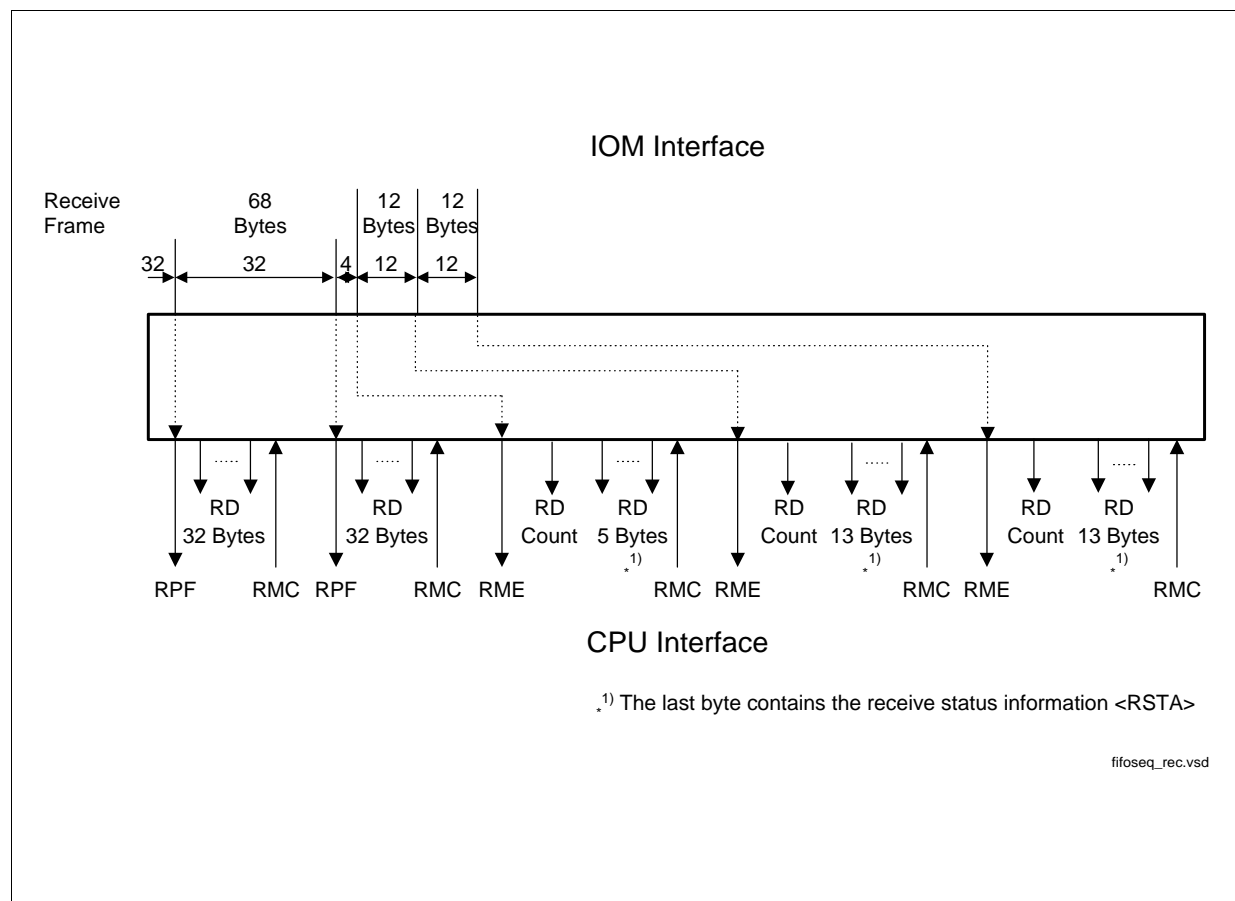 IOM Interface
Receive 68 12 12
Frame Bytes Bytes Bytes
32 32 4 12 12
..... ..... ..... ..... .....
RD RD RD RD RD RD RD RD
32 Bytes 32 Bytes Count 5 Bytes Count 13 Bytes Count 13 Bytes
*1) *1) *1)
RPF RMC RPF RMC RME RMC RME RMC RME RMC
CPU Interface
*1) The last byte contains the receive status information <RSTA>
fifoseq_rec.vsd